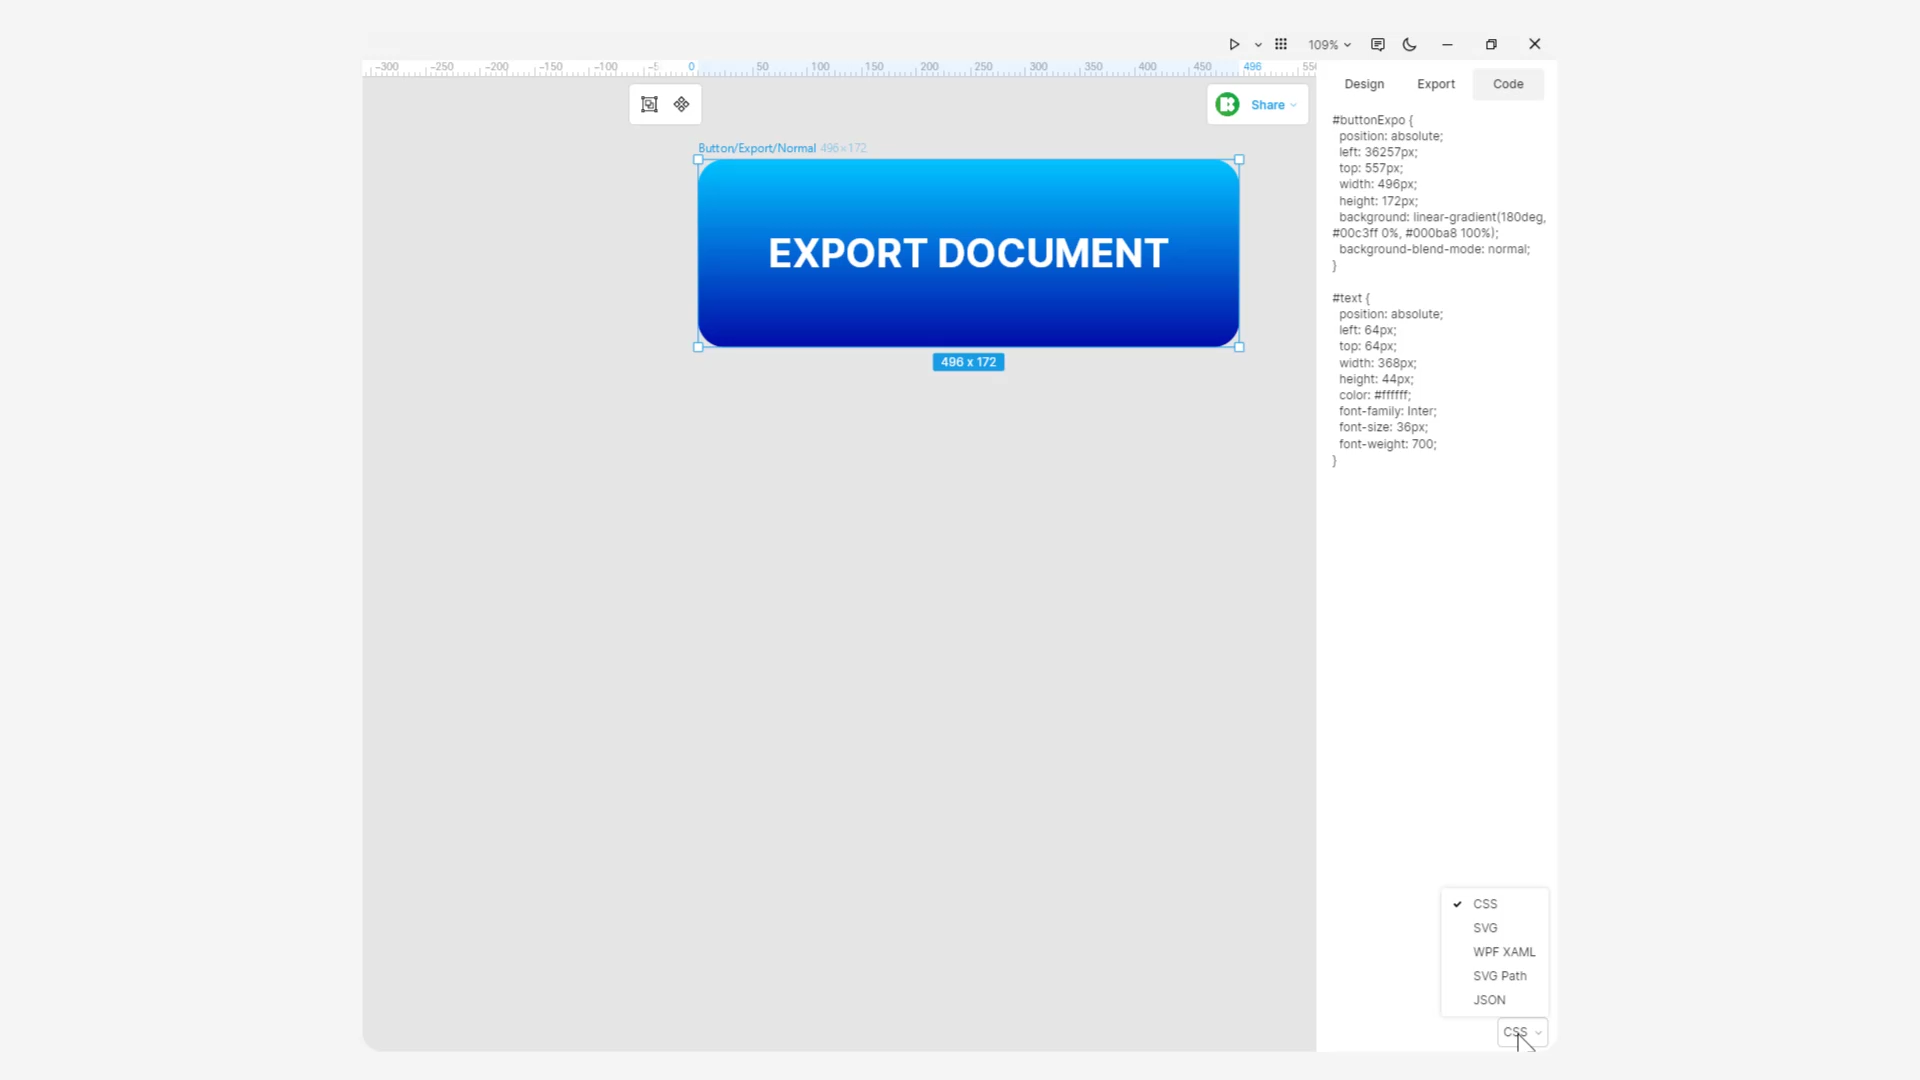 109%
-300 -250 -200 -150 -100 -5 0 50 100 150 200 250 300 350 400 450 496 55
Share
Design Export Code
Button/Export/Normal 496×172
EXPORT DOCUMENT
496 x 172
#buttonExpo {
position: absolute;
left: 36257px;
top: 557px;
width: 496px;
height: 172px;
background: linear-gradient(180deg,
#00c3ff 0%, #000ba8 100%);
background-blend-mode: normal;
}
#text {
position: absolute;
left: 64px;
top: 64px;
width: 368px;
height: 44px;
color: #ffffff;
font-family: Inter;
font-size: 36px;
font-weight: 700;
}
CSS
SVG
WPF XAML
SVG Path
JSON
CSS